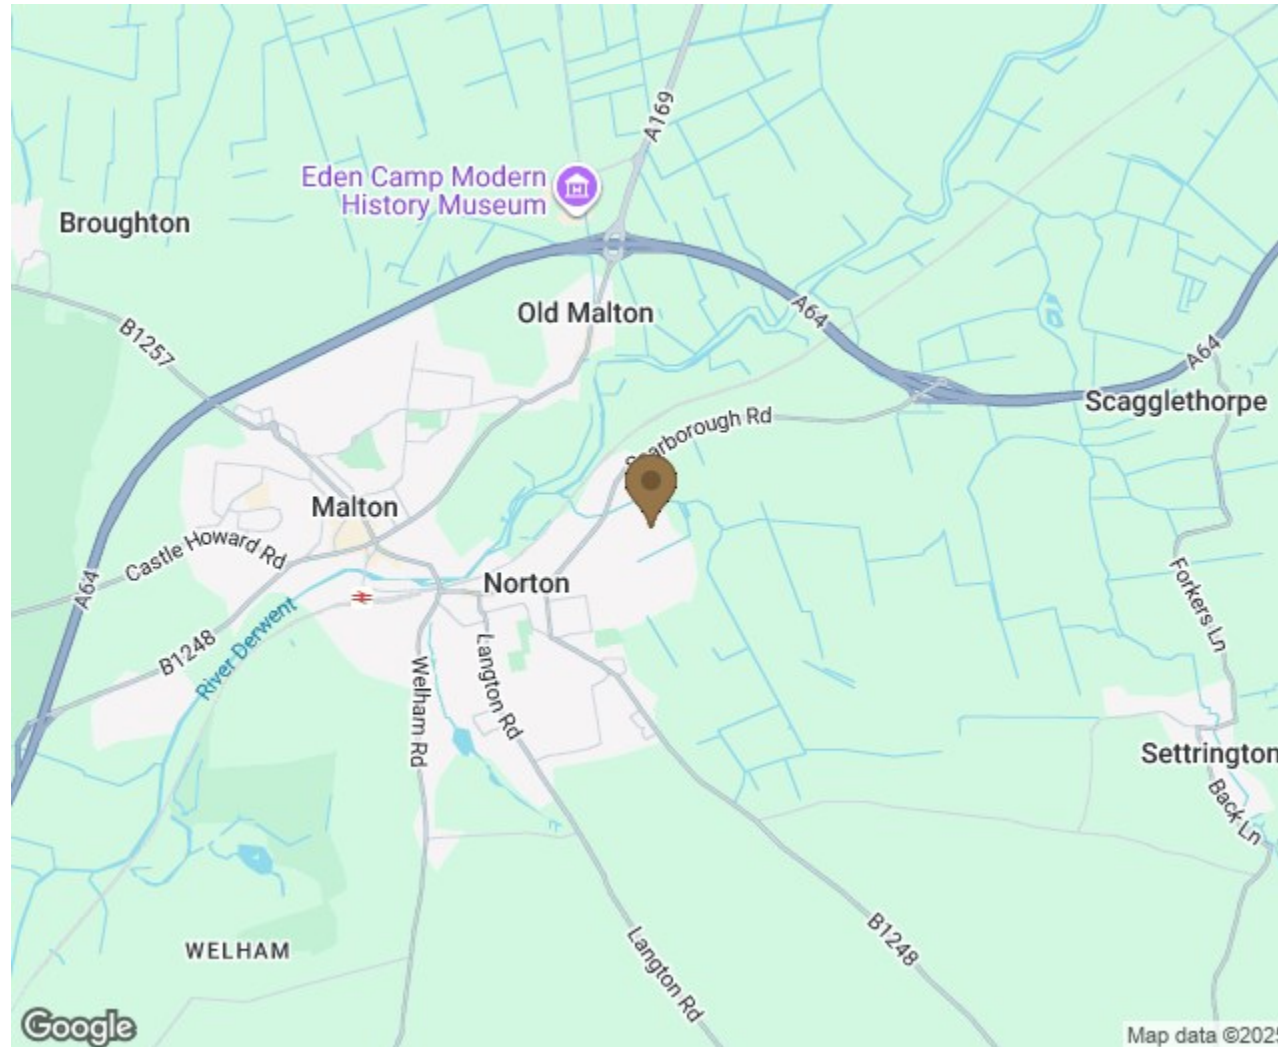 A169
Eden Camp Modern
History Museum
Broughton
Old Malton
B1257
A64
A64
Scagglethorpe
Scarborough Rd
Malton
Castle Howard Rd
A64
Norton
Forkers Ln
River Derwent
B1248
Langton Rd
Welham Rd
Settrington
Back Ln
WELHAM
B1248
Langton Rd
Google
Map data ©2025